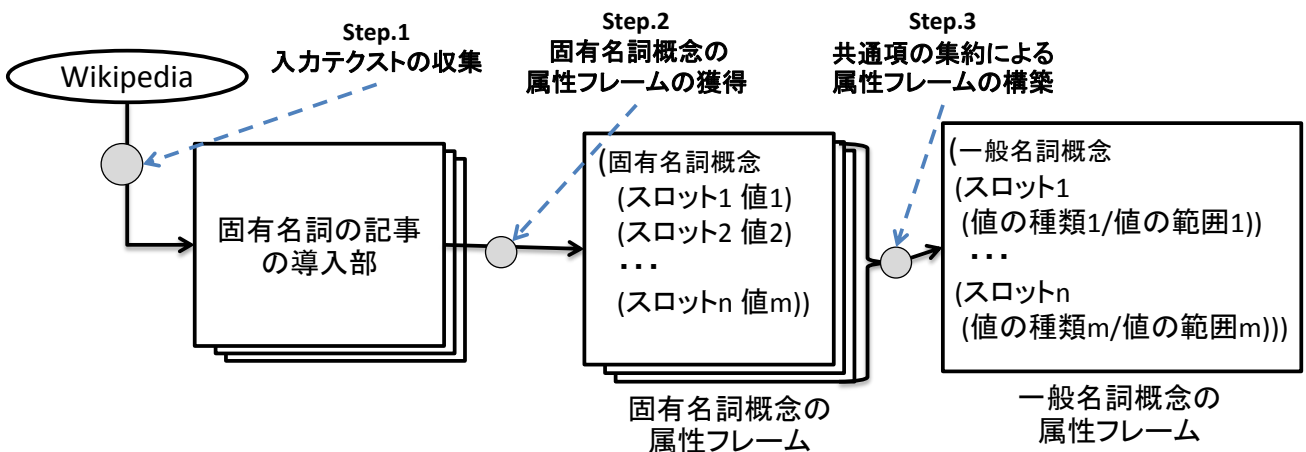 Step.1
入力テクストの収集
Step.2
固有名詞概念の
属性フレームの獲得
Step.3
共通項の集約による
属性フレームの構築
Wikipedia
固有名詞の記事
の導入部
(固有名詞概念
(スロット1 値1)
(スロット2 値2)
・・・
(スロットn 値m))
固有名詞概念の
属性フレーム
(一般名詞概念
(スロット1
(値の種類1/値の範囲1))
・・・
(スロットn
(値の種類m/値の範囲m)))
一般名詞概念の
属性フレーム